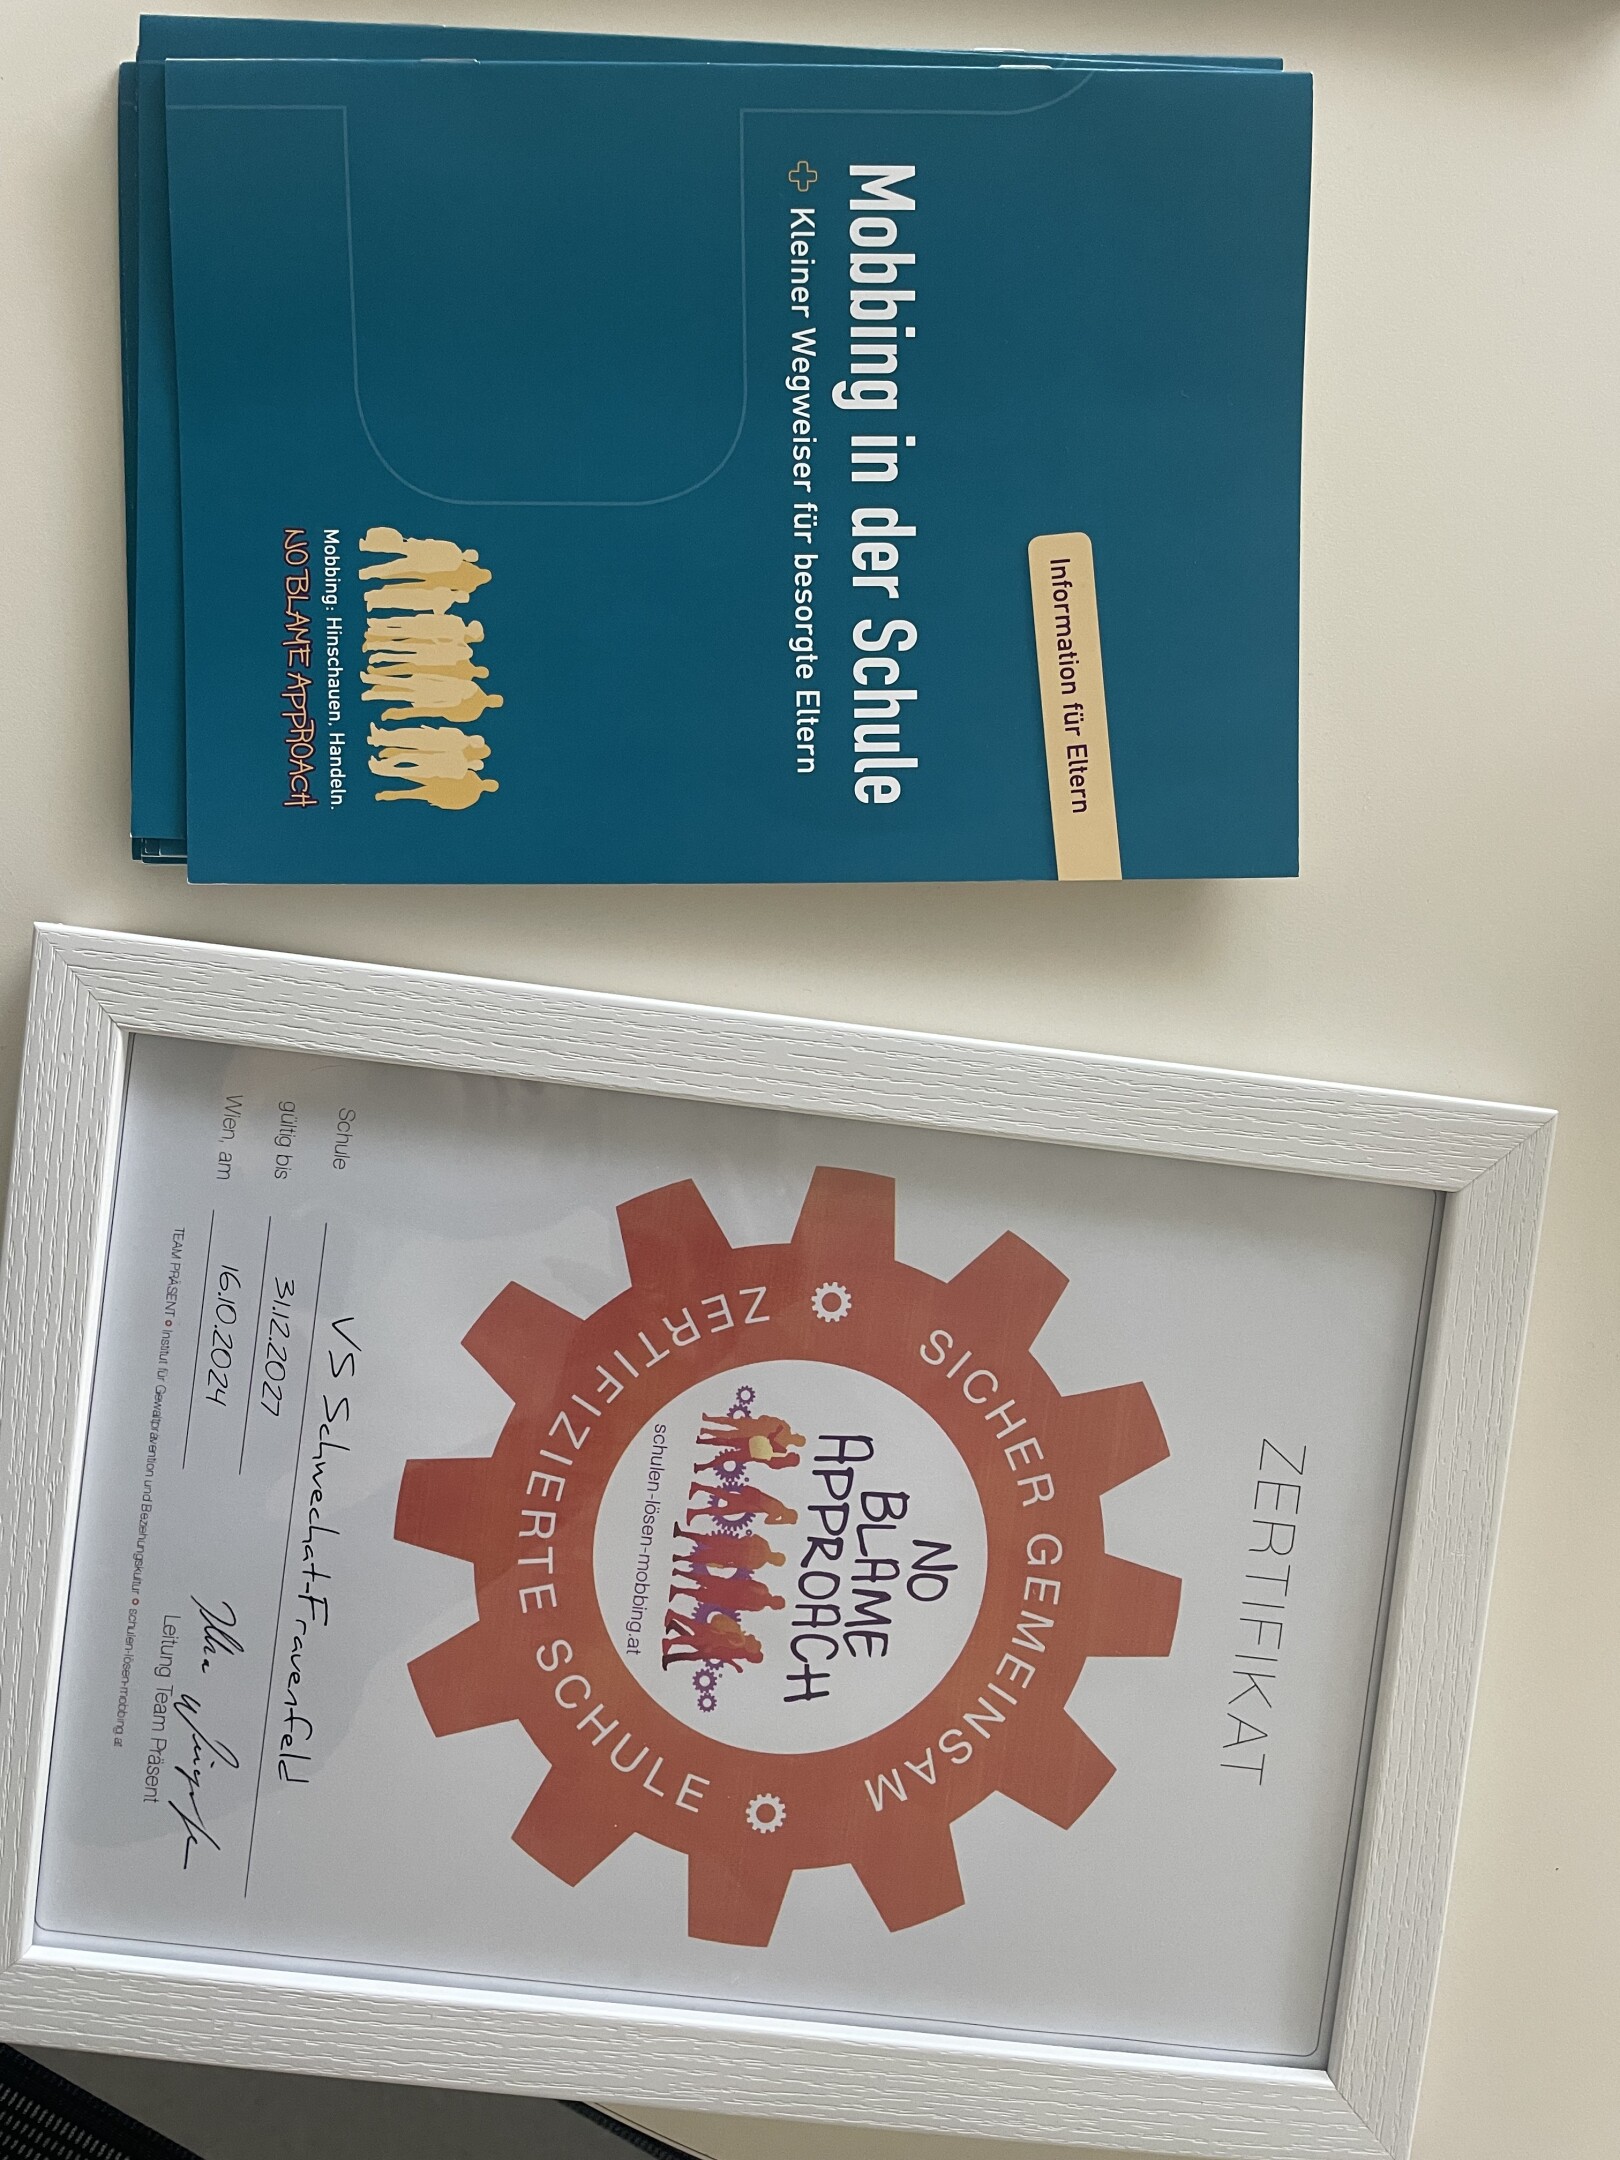 Information für Eltern
Mobbing in der Schule
Kleiner Wegweiser für besorgte Eltern
Mobbing: Hinschauen. Handeln.
NO BLAME APPROACH
ZERTIFIKAT
SICHER GEMEINSAM
NO
BLAME
APPROACH
schulen-lösen-mobbing.at
ZERTIFIZIERTE SCHULE
Schule VS Schwechat-Frauenfeld
gültig bis 31.12.2027
Wien, am 16.10.2024
Leitung Team Präsent
TEAM PRÄSENT Institut für Gewaltprävention und Beziehungskultur schulen-lösen-mobbing.at